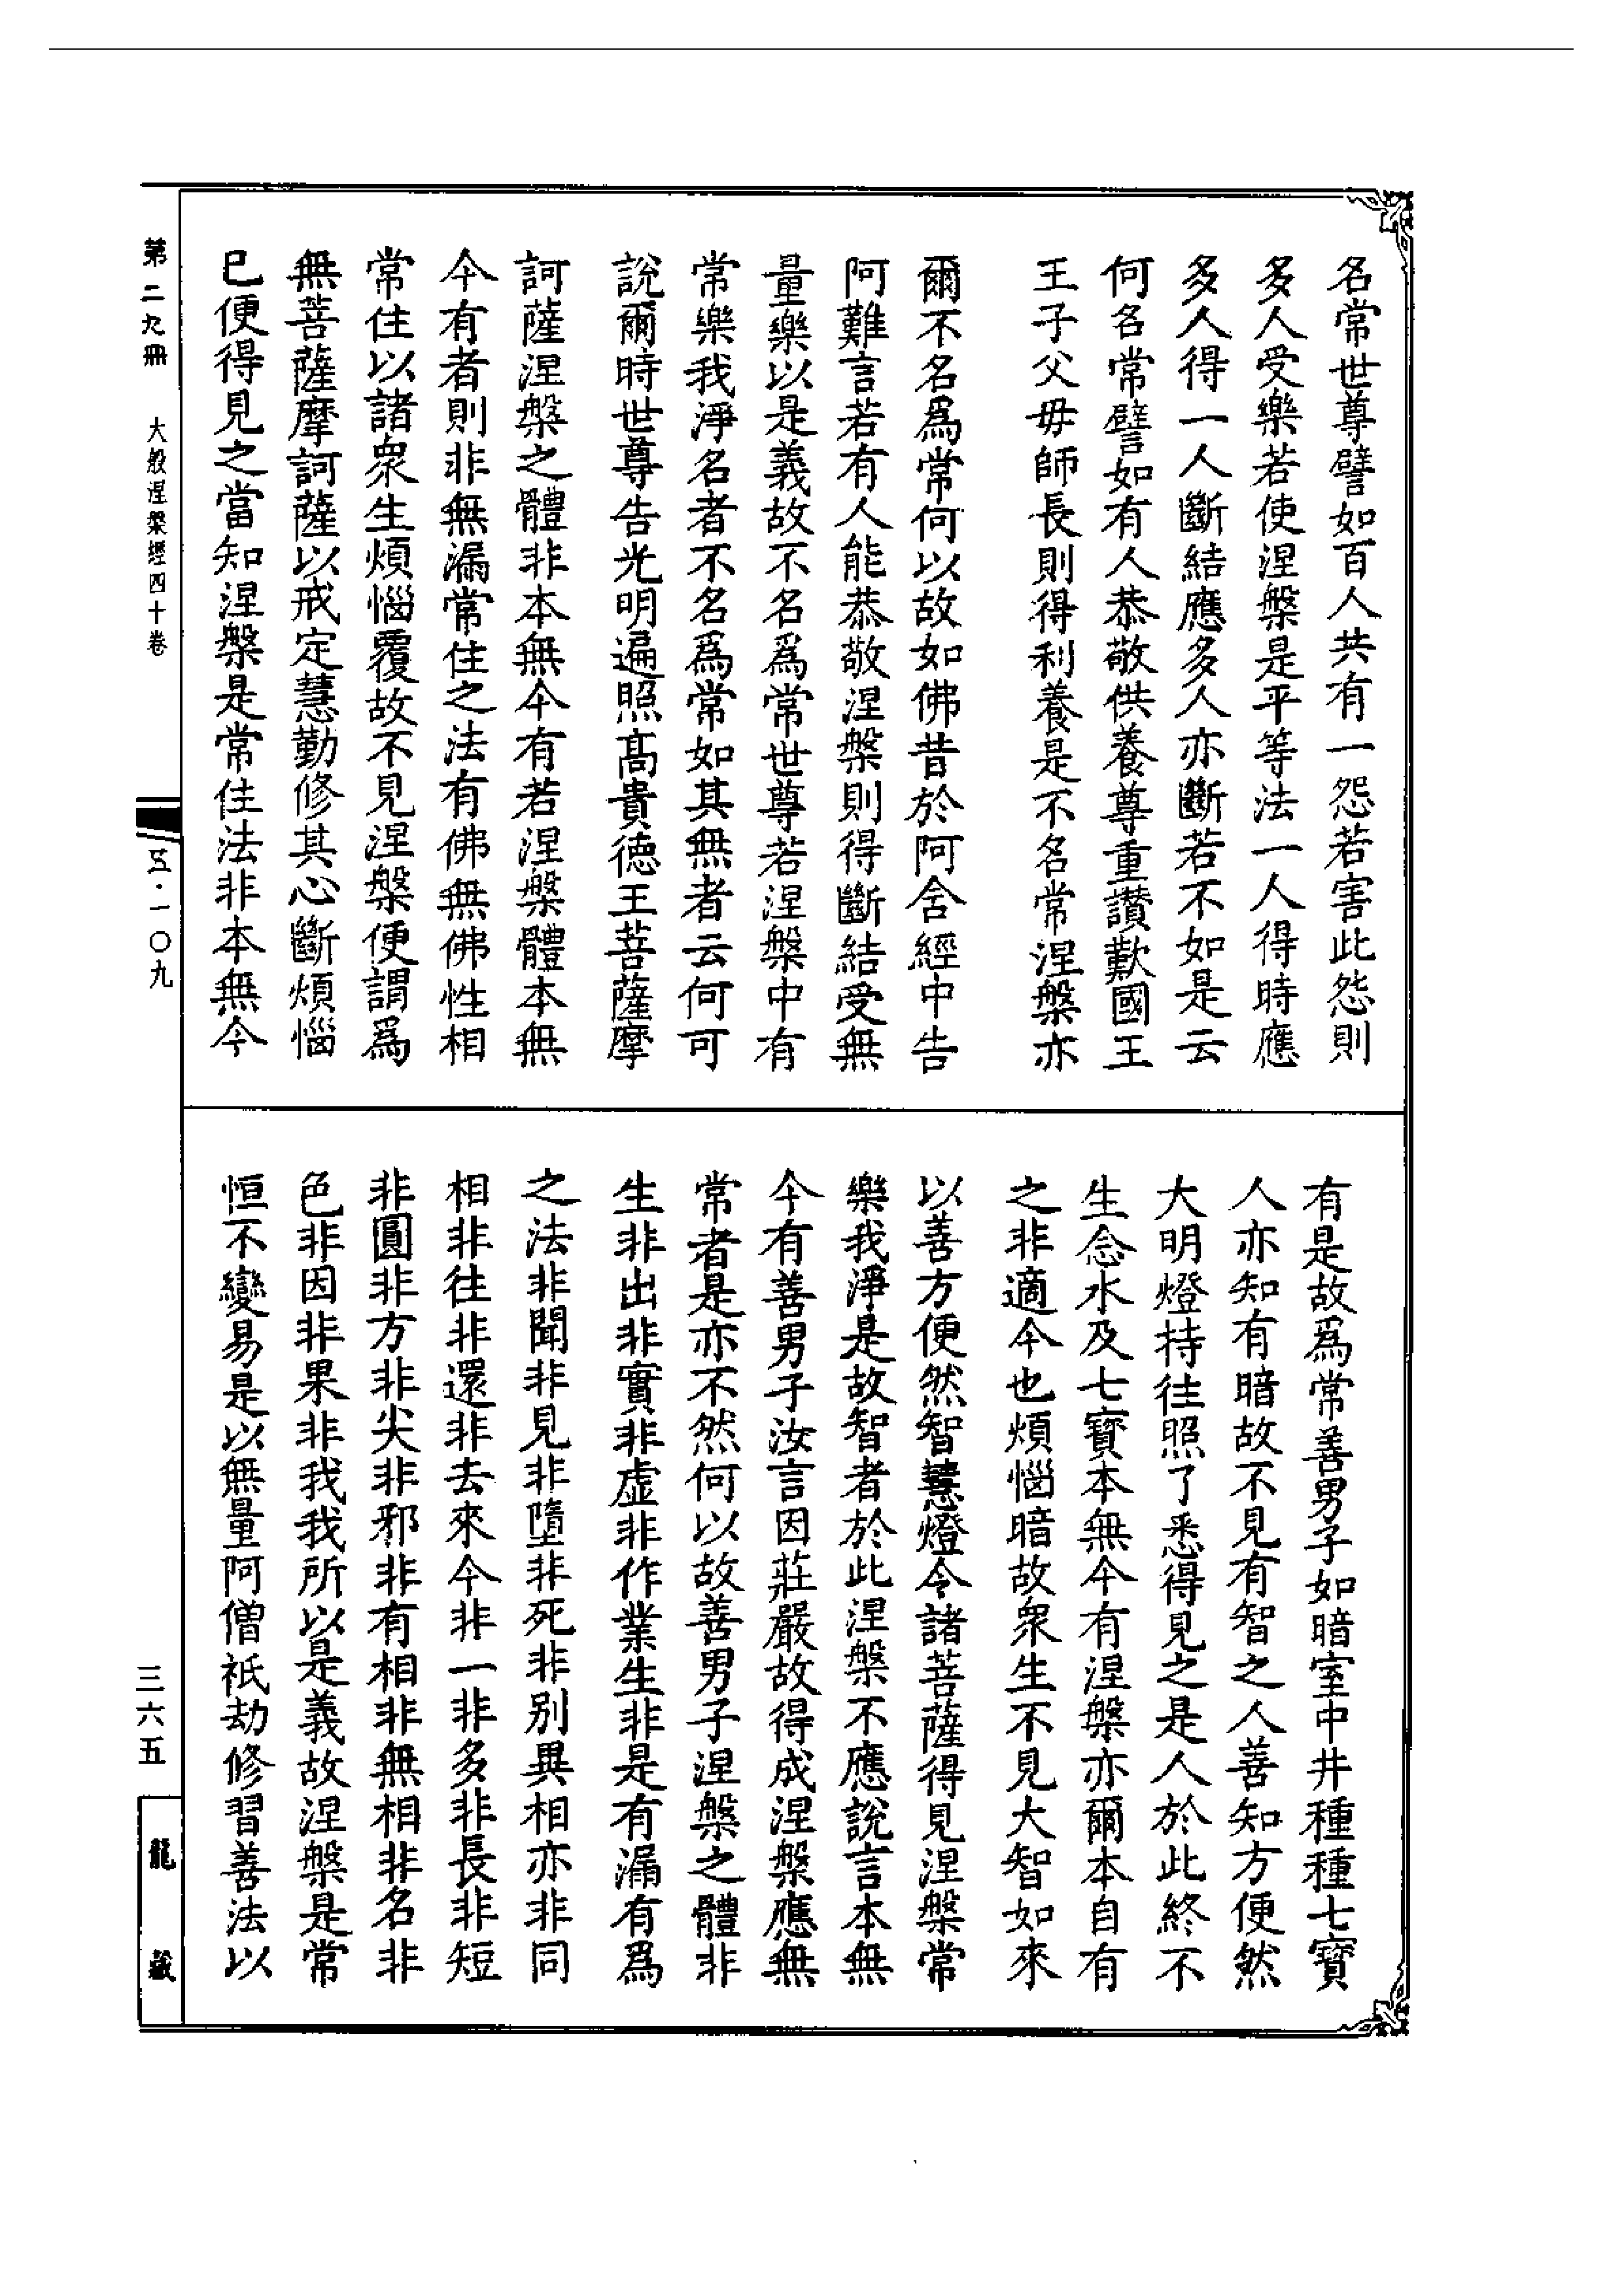 名常世尊譬如百人共有一怨若害此怨則
多人受樂若使涅槃是平等法一人得時應
多人得一人斷結應多人亦斷若不如是云
何名常譬如有人恭敬供養尊重讚歎國王
王子父母師長則得利養是不名常涅槃亦
爾不名爲常何以故如佛昔於阿含經中告
阿難言若有人能恭敬涅槃則得斷結受無
量樂以是義故不名爲常世尊若涅槃中有
常樂我淨名者不名爲常如其無者云何可
說爾時世尊告光明遍照高貴德王菩薩摩
訶薩涅槃之體非本無今有若涅槃體本無
今有者則非無漏常住之法有佛無佛性相
常住以諸衆生煩惱覆故不見涅槃便謂爲
無菩薩摩訶薩以戒定慧勤修其心斷煩惱
已便得見之當知涅槃是常住法非本無今
有是故爲常善男子如暗室中井種種七寶
人亦知有暗故不見有智之人善知方便然
大明燈持往照了悉得見之是人於此終不
生念水及七寶本無今有涅槃亦爾本自有
之非適今也煩惱暗故衆生不見大智如來
以善方便然智慧燈令諸菩薩得見涅槃常
樂我淨是故智者於此涅槃不應說言本無
今有善男子汝言因莊嚴故得成涅槃應無
常者是亦不然何以故善男子涅槃之體非
生非出非實非虛非作業生非是有漏有爲
之法非聞非見非墮非死非別異相亦非同
相非往非還非去來今非一非多非長非短
非圓非方非尖非邪非有相非無相非名非
色非因非果非我我所以是義故涅槃是常
恒不變易是以無量阿僧祇劫修習善法以
第二九冊 大般涅槃經四十卷
五·一〇九
三六五
龍藏